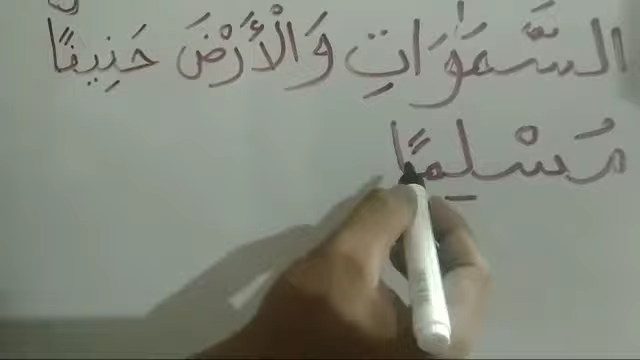 السَّمَوَاتِ وَالْأَرْضَ حَنِيفًا
مُسْلِمًا